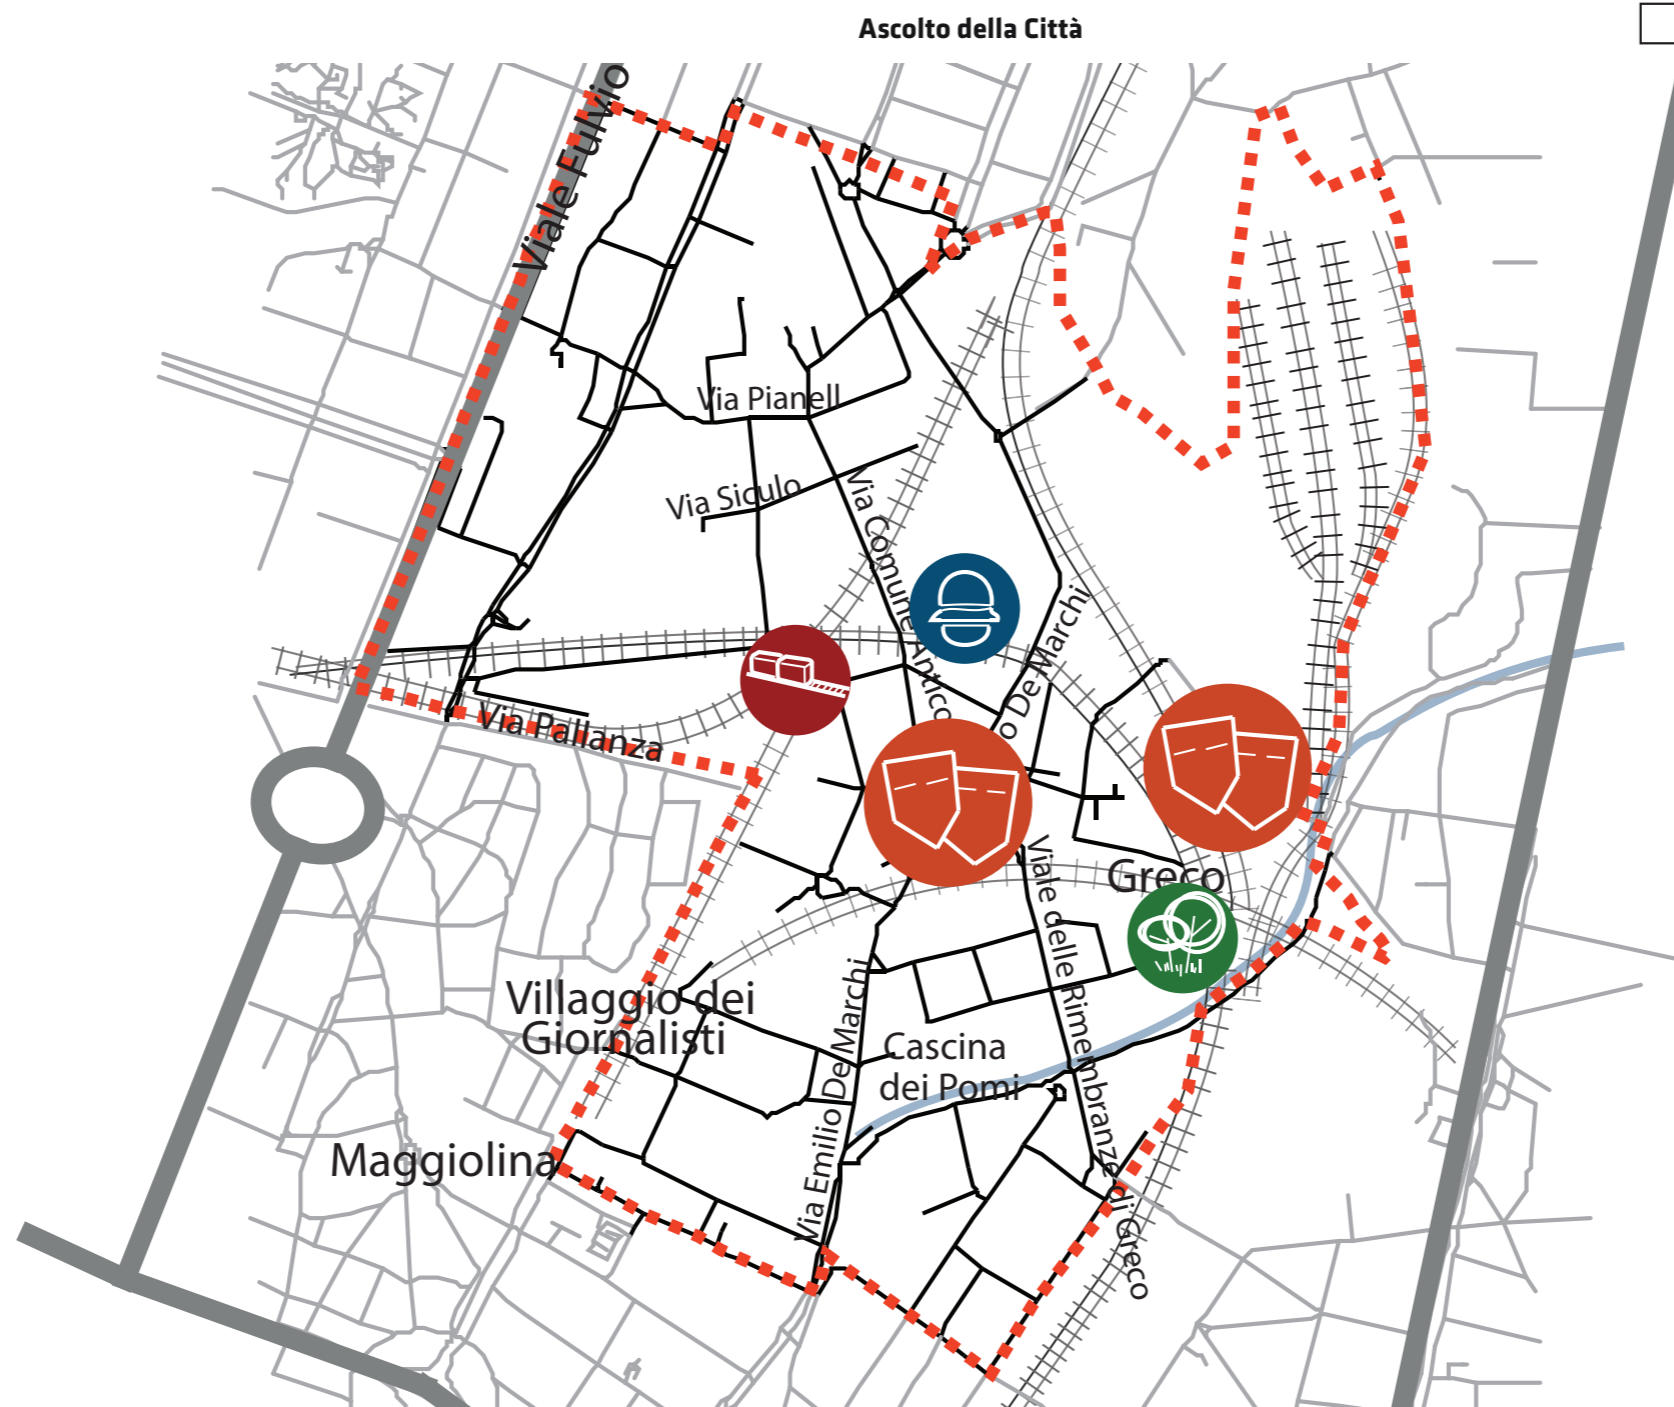 Ascolto della Città
Viale Fulvio
Via Pianell
Via Siculo
Via Comune Antico
o De Marchi
Via Pallanza
Greco
Viale delle Rimembranze di Greco
Villaggio dei
Giornalisti
Via Emilio De Marchi
Cascina
dei Pomi
Maggiolina